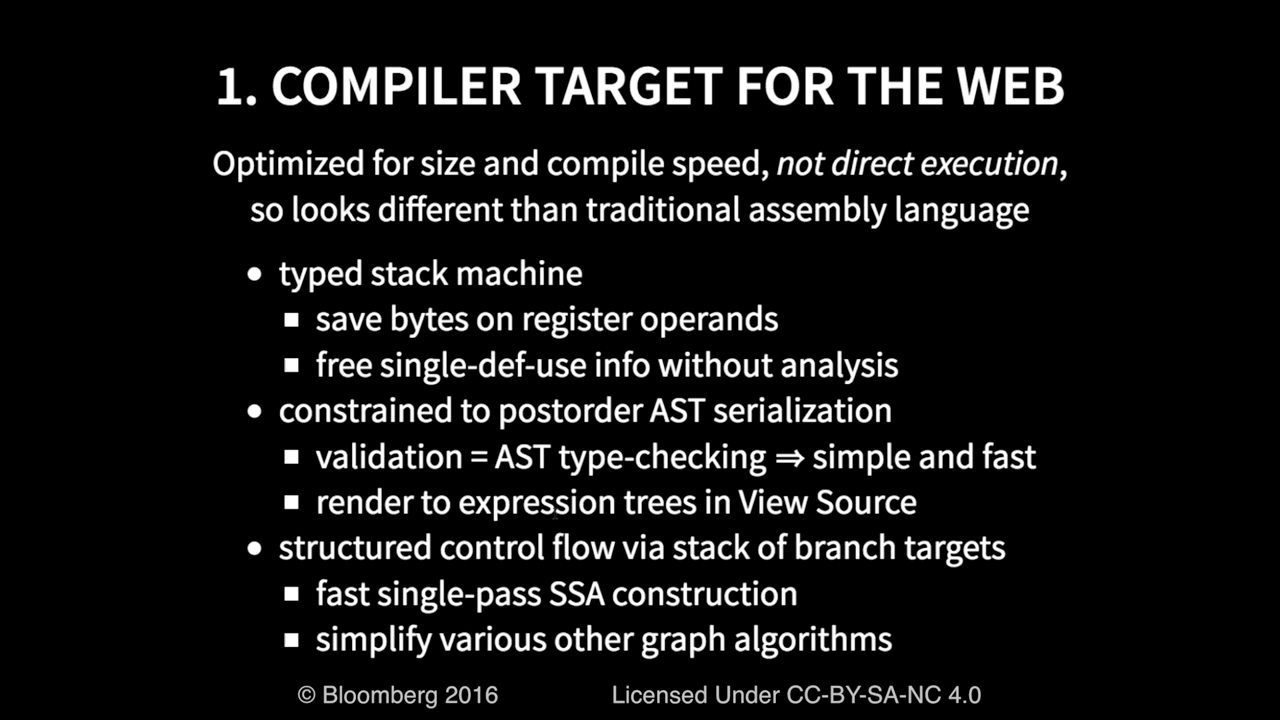 1. COMPILER TARGET FOR THE WEB
Optimized for size and compile speed, not direct execution,
so looks different than traditional assembly language
• typed stack machine
▪ save bytes on register operands
▪ free single-def-use info without analysis
• constrained to postorder AST serialization
▪ validation = AST type-checking ⇒ simple and fast
▪ render to expression trees in View Source
• structured control flow via stack of branch targets
▪ fast single-pass SSA construction
▪ simplify various other graph algorithms
© Bloomberg 2016 Licensed Under CC-BY-SA-NC 4.0